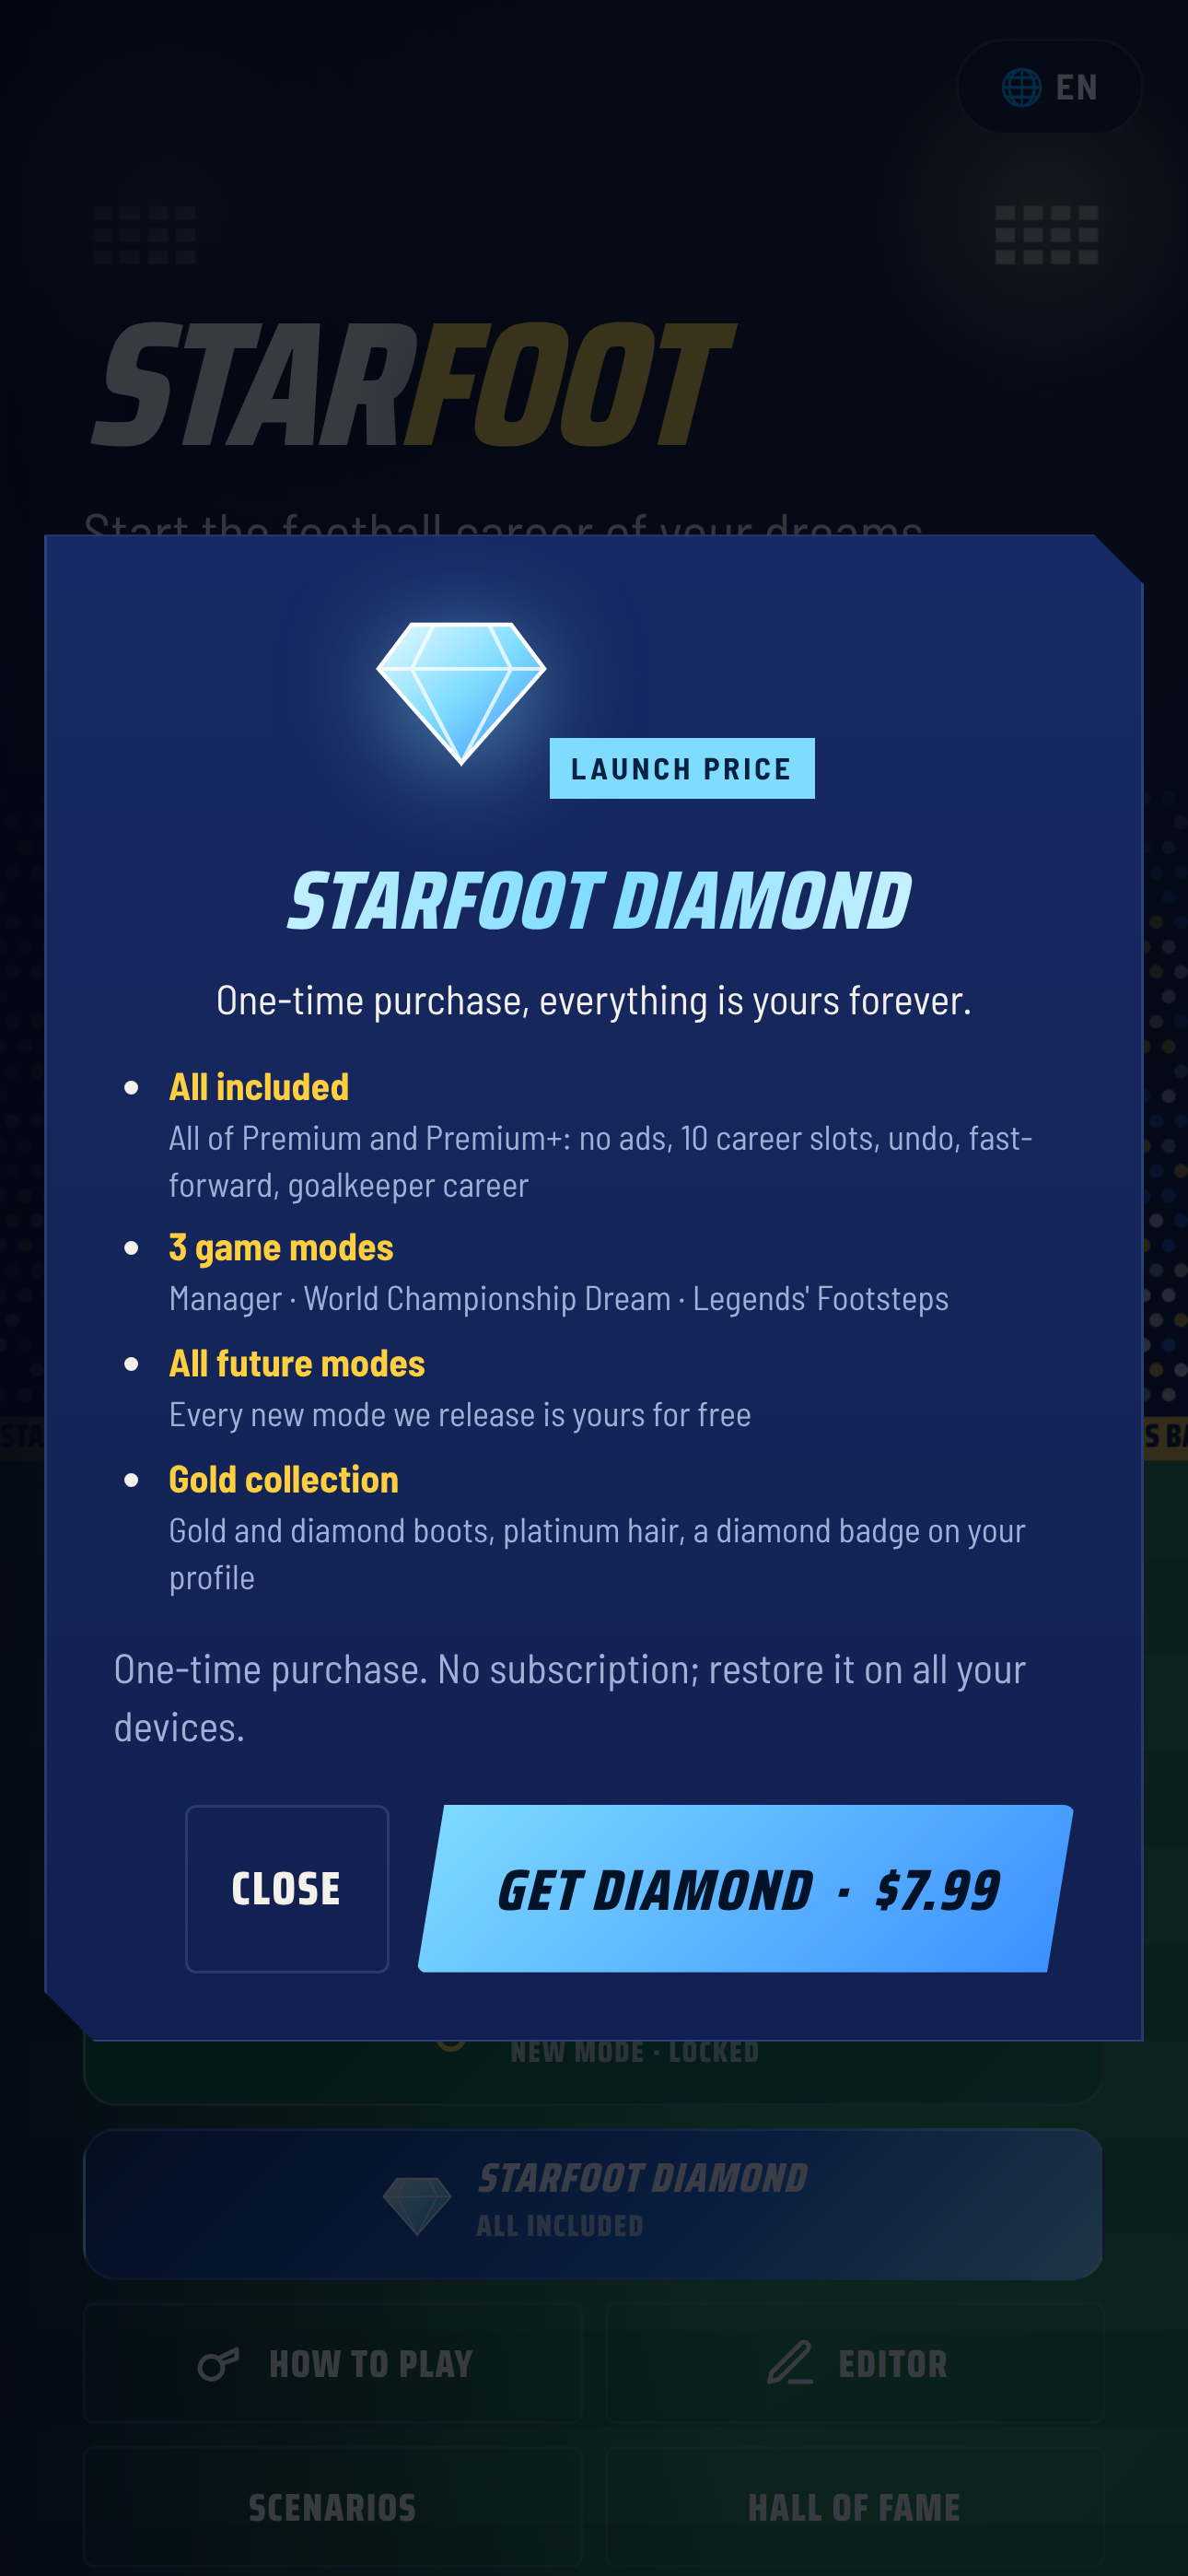 EN
STARFOOT
Start the football career of your dreams
LAUNCH PRICE
STARFOOT DIAMOND
One-time purchase, everything is yours forever.
• All included
All of Premium and Premium+: no ads, 10 career slots, undo, fast-
forward, goalkeeper career
• 3 game modes
Manager · World Championship Dream · Legends' Footsteps
• All future modes
Every new mode we release is yours for free
• Gold collection
Gold and diamond boots, platinum hair, a diamond badge on your
profile
One-time purchase. No subscription; restore it on all your
devices.
CLOSE
GET DIAMOND · $7.99
NEW MODE · LOCKED
STARFOOT DIAMOND
ALL INCLUDED
HOW TO PLAY
EDITOR
SCENARIOS
HALL OF FAME